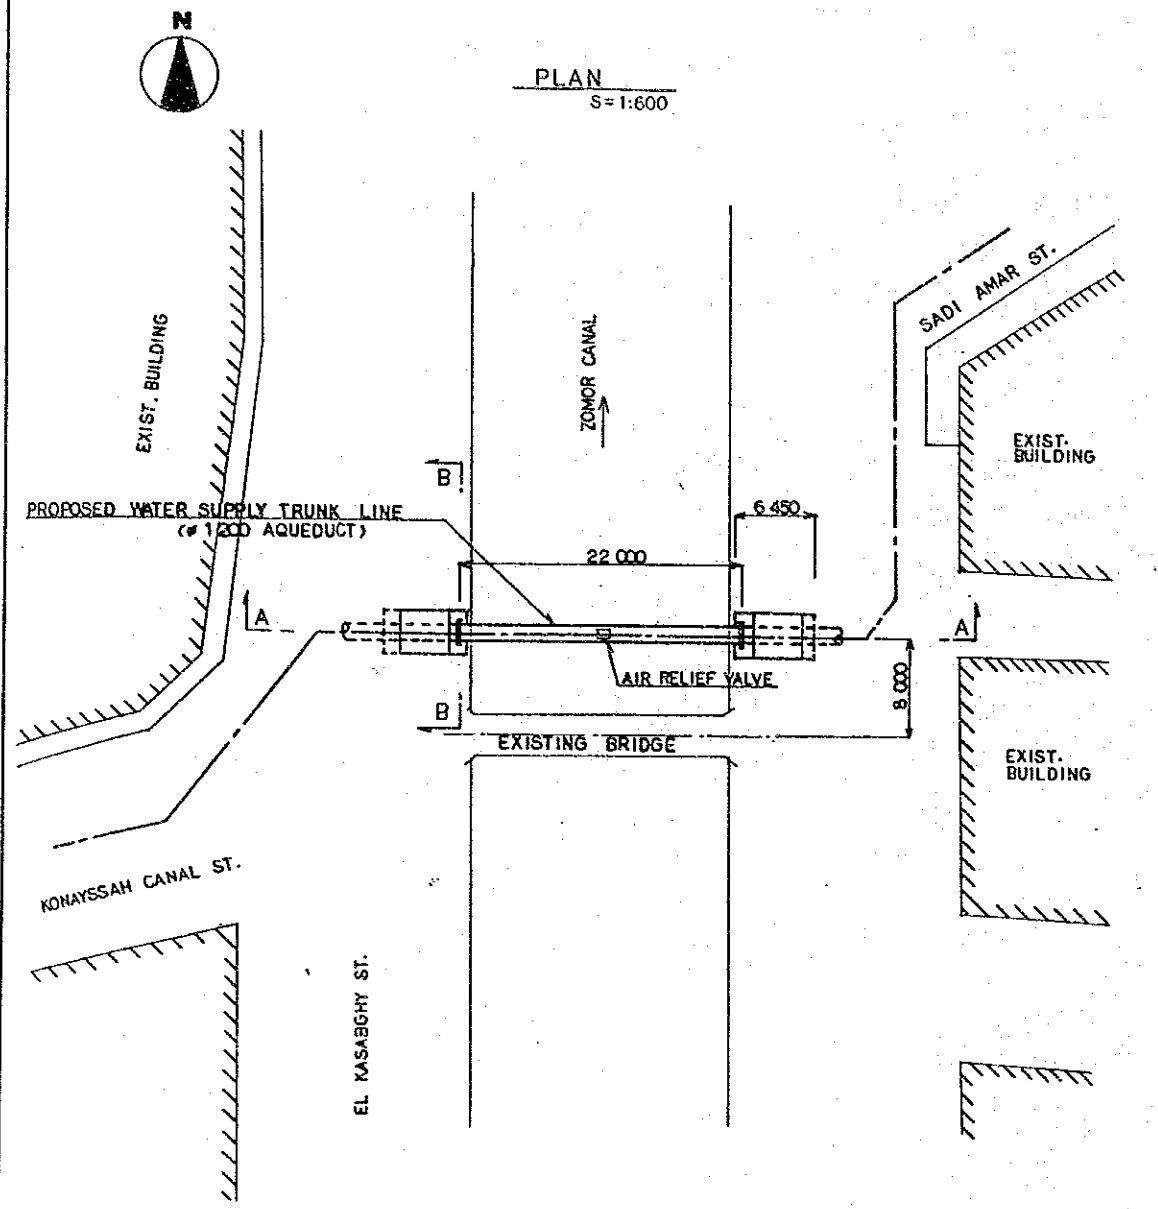 N
PLAN
S=1:600
SADI AMAR ST.
ZOMOR CANAL
EXIST. BUILDING
EXIST.
BUILDING
B
PROPOSED WATER SUPPLY TRUNK LINE
(ø 1200 AQUEDUCT)
6 450
22 000
A
A
AIR RELIEF VALVE
8 000
B
EXISTING BRIDGE
EXIST.
BUILDING
KONAYSSAH CANAL ST.
EL KASABGHY ST.